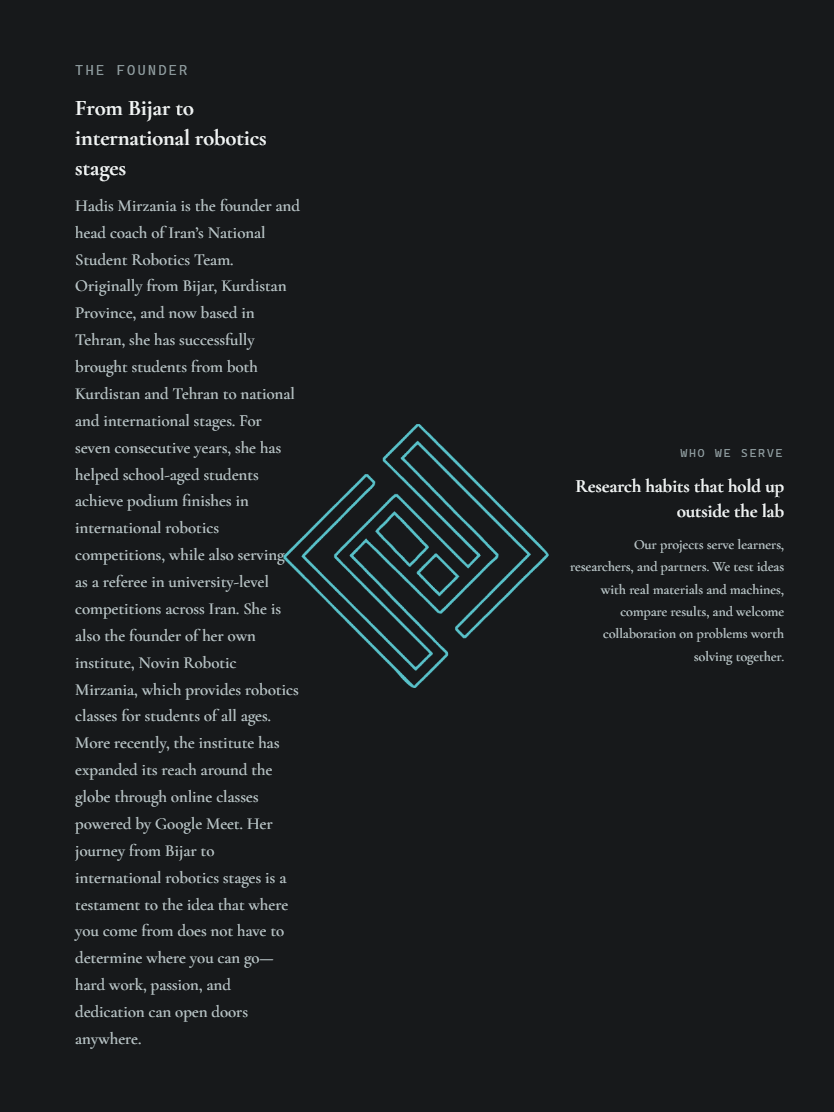 THE FOUNDER
From Bijar to
international robotics
stages
Hadis Mirzania is the founder and
head coach of Iran’s National
Student Robotics Team.
Originally from Bijar, Kurdistan
Province, and now based in
Tehran, she has successfully
brought students from both
Kurdistan and Tehran to national
and international stages. For
seven consecutive years, she has
helped school-aged students
achieve podium finishes in
international robotics
competitions, while also serving
as a referee in university-level
competitions across Iran. She is
also the founder of her own
institute, Novin Robotic
Mirzania, which provides robotics
classes for students of all ages.
More recently, the institute has
expanded its reach around the
globe through online classes
powered by Google Meet. Her
journey from Bijar to
international robotics stages is a
testament to the idea that where
you come from does not have to
determine where you can go—
hard work, passion, and
dedication can open doors
anywhere.
WHO WE SERVE
Research habits that hold up
outside the lab
Our projects serve learners,
researchers, and partners. We test ideas
with real materials and machines,
compare results, and welcome
collaboration on problems worth
solving together.